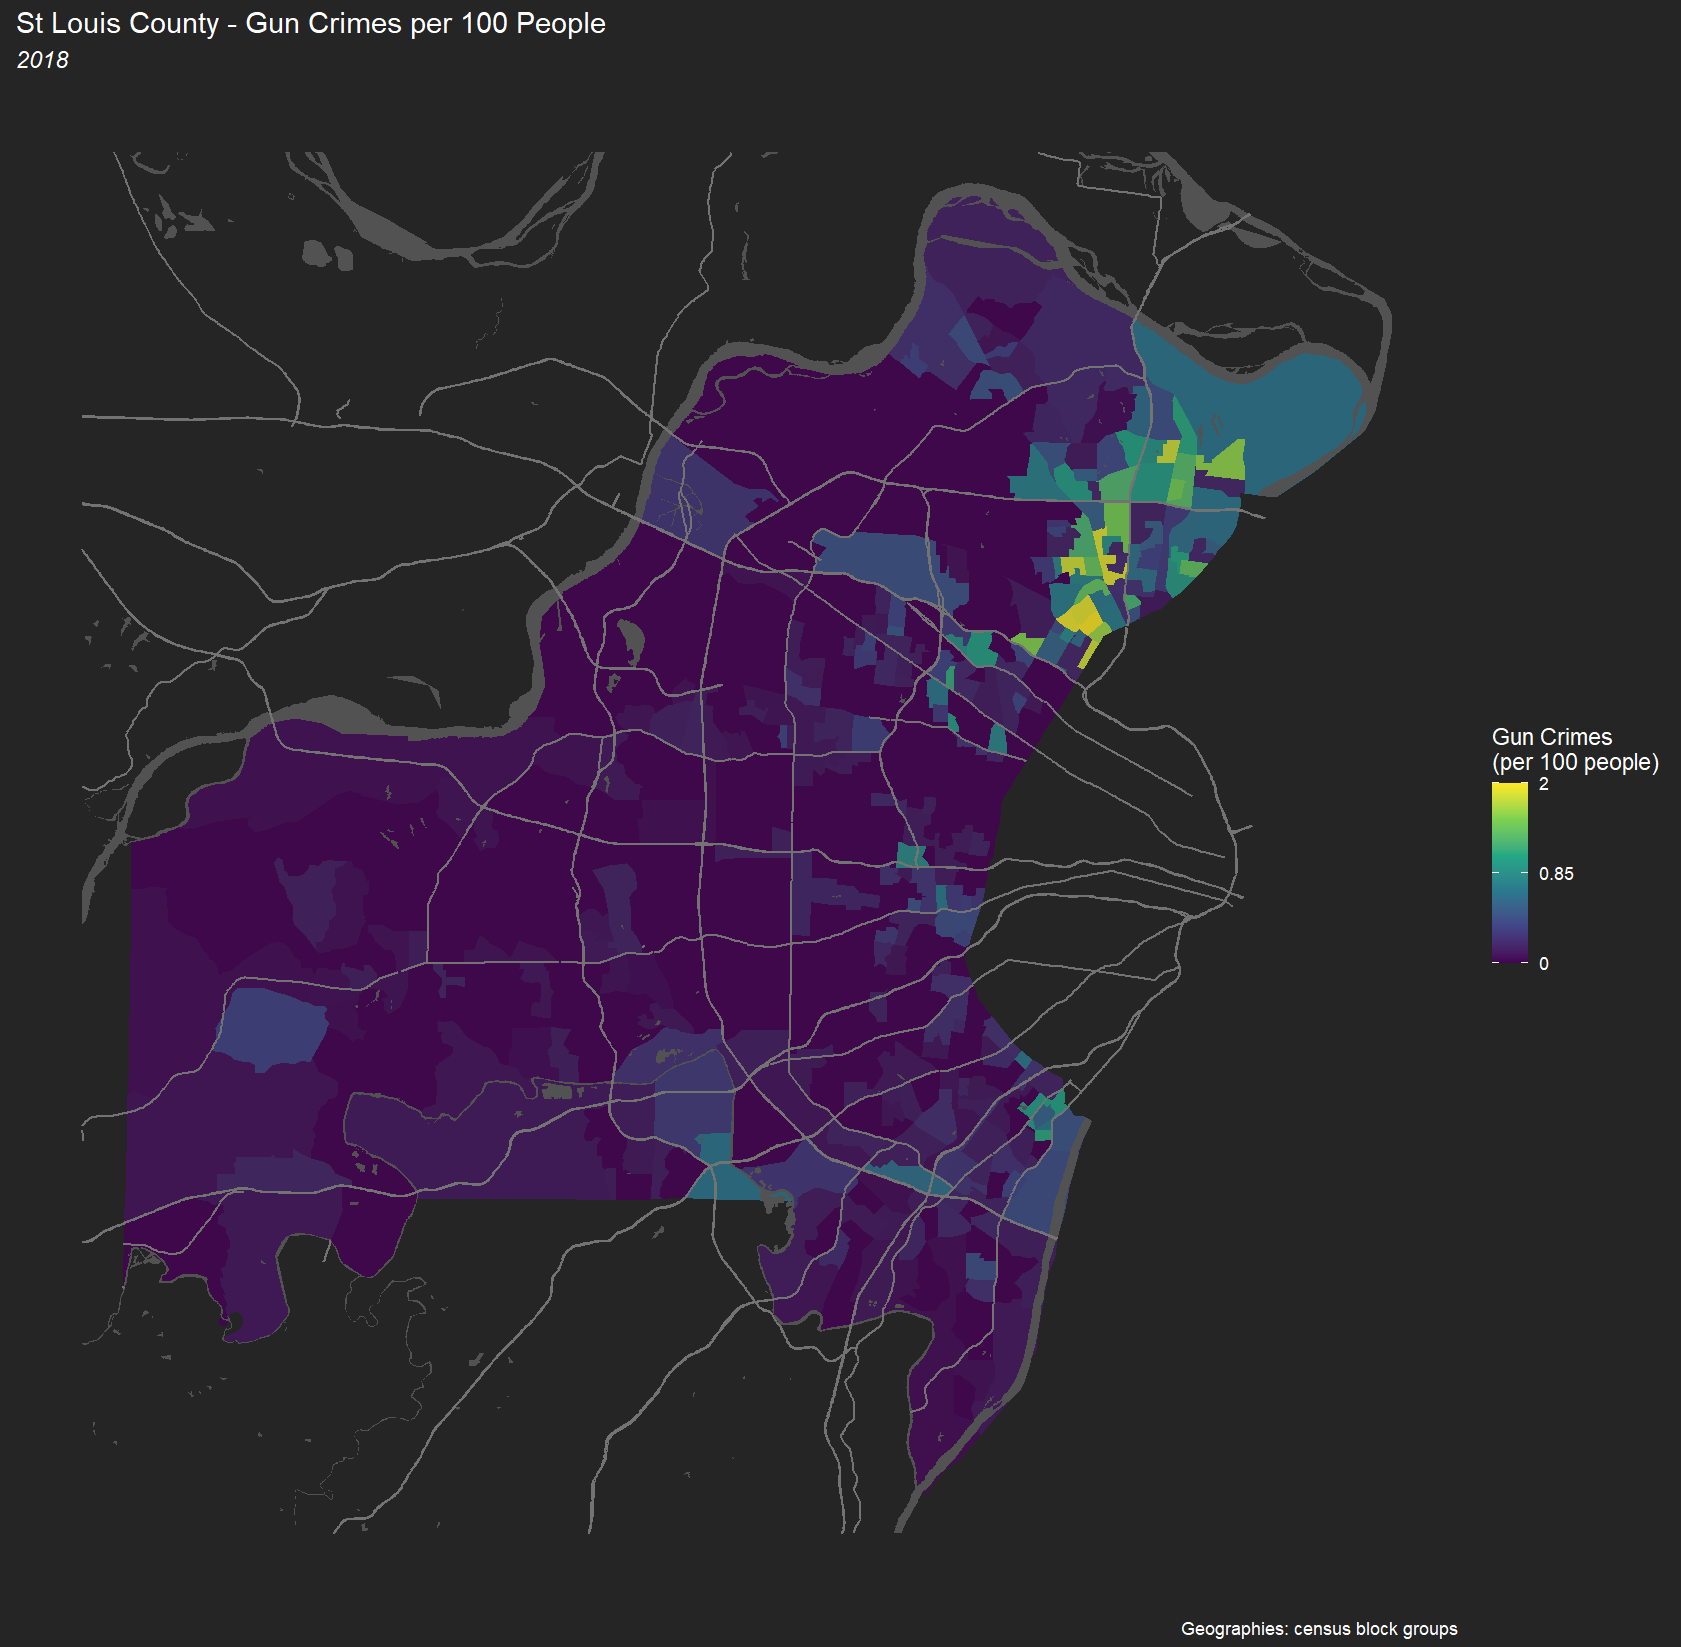 St Louis County - Gun Crimes per 100 People
2018
Gun Crimes
(per 100 people)
2
0.85
0
Geographies: census block groups